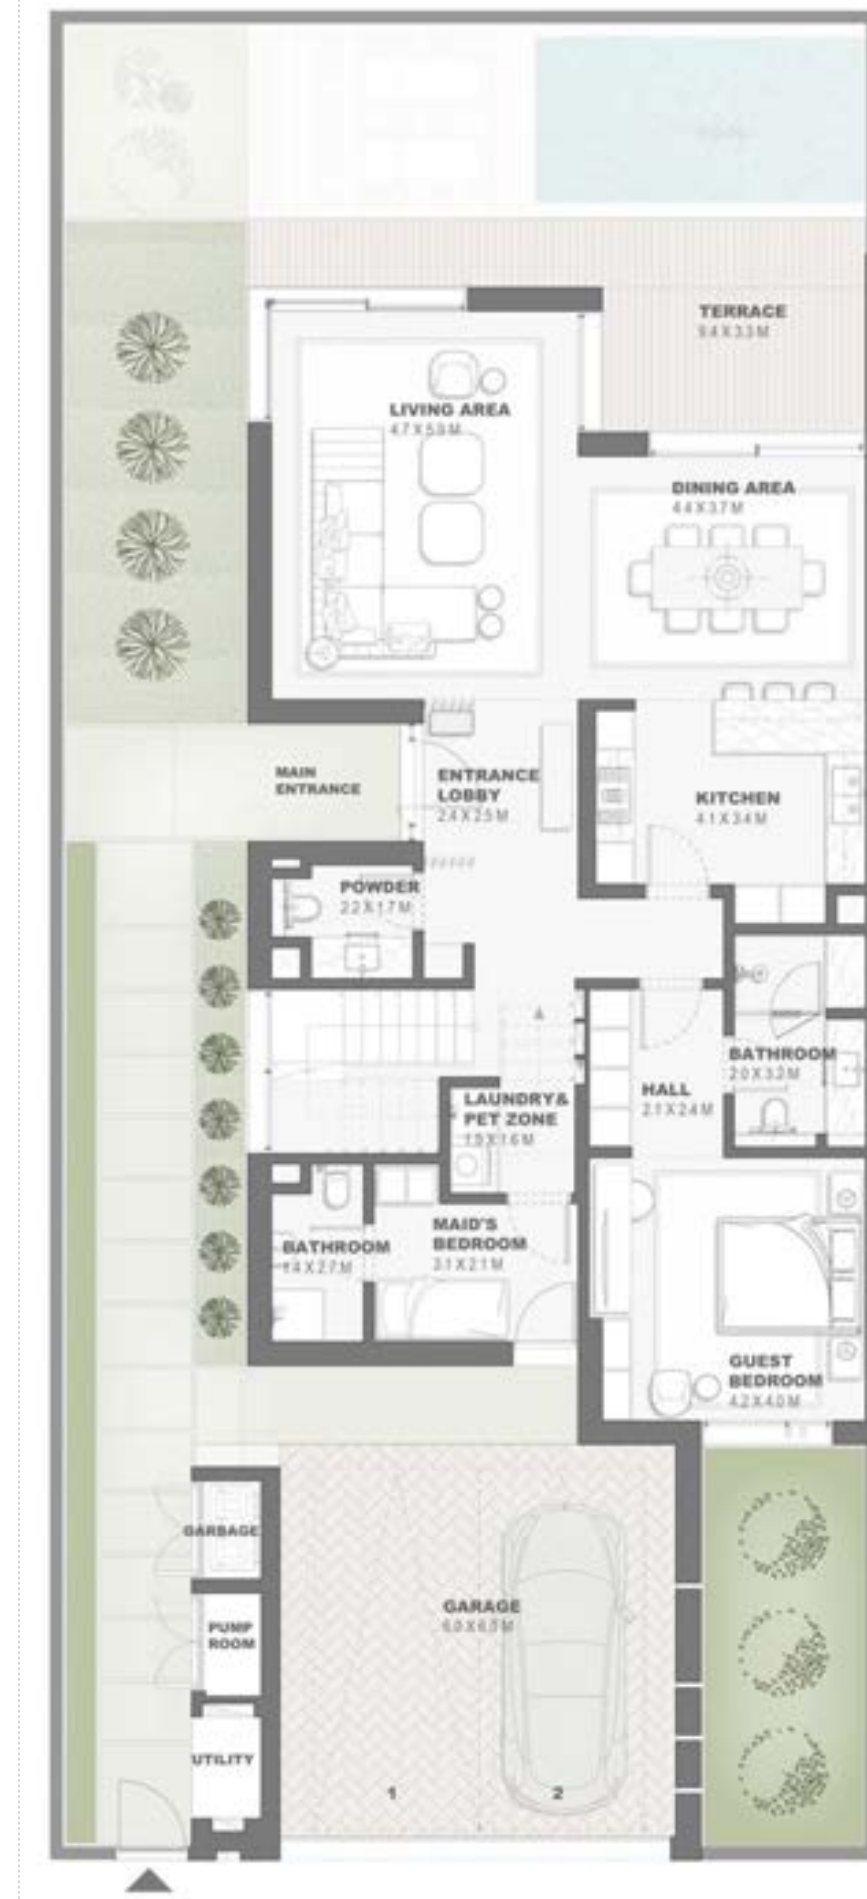 TERRACE
9.4 X 3.3 M
LIVING AREA
4.7 X 5.9 M
DINING AREA
4.4 X 3.7 M
MAIN
ENTRANCE
ENTRANCE
LOBBY
2.4 X 2.5 M
KITCHEN
4.1 X 3.4 M
POWDER
2.2 X 1.7 M
BATHROOM
2.0 X 3.2 M
HALL
2.1 X 2.4 M
LAUNDRY&
PET ZONE
1.9 X 1.6 M
MAID'S
BEDROOM
3.1 X 2.1 M
BATHROOM
1.4 X 2.7 M
GUEST
BEDROOM
4.2 X 4.0 M
GARBAGE
GARAGE
6.0 X 6.0 M
PUMP
ROOM
UTILITY
1
2